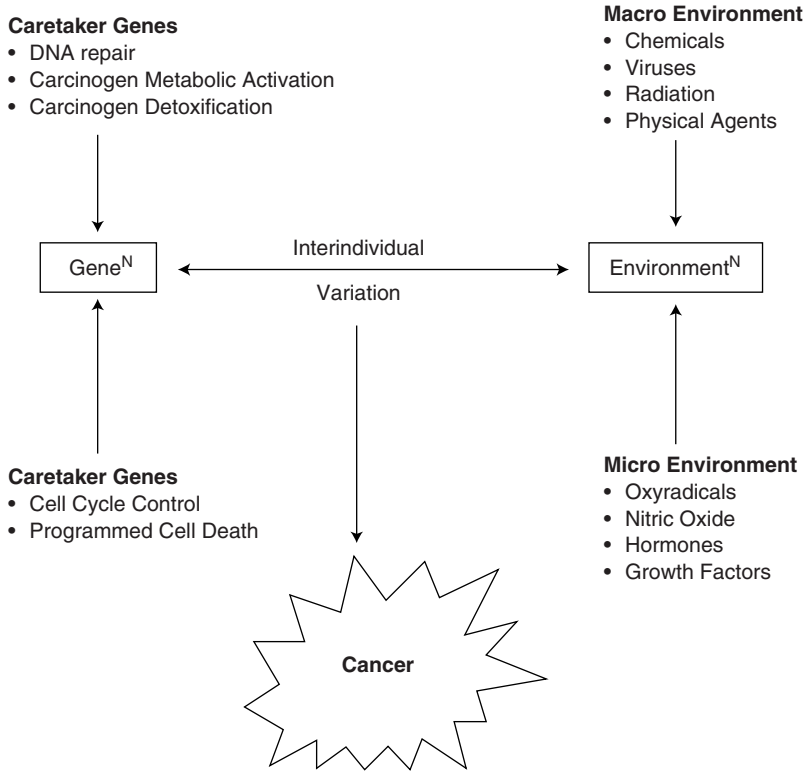 Caretaker Genes
• DNA repair
• Carcinogen Metabolic Activation
• Carcinogen Detoxification
Macro Environment
• Chemicals
• Viruses
• Radiation
• Physical Agents
Gene^N
Interindividual
Variation
Environment^N
Caretaker Genes
• Cell Cycle Control
• Programmed Cell Death
Micro Environment
• Oxyradicals
• Nitric Oxide
• Hormones
• Growth Factors
Cancer